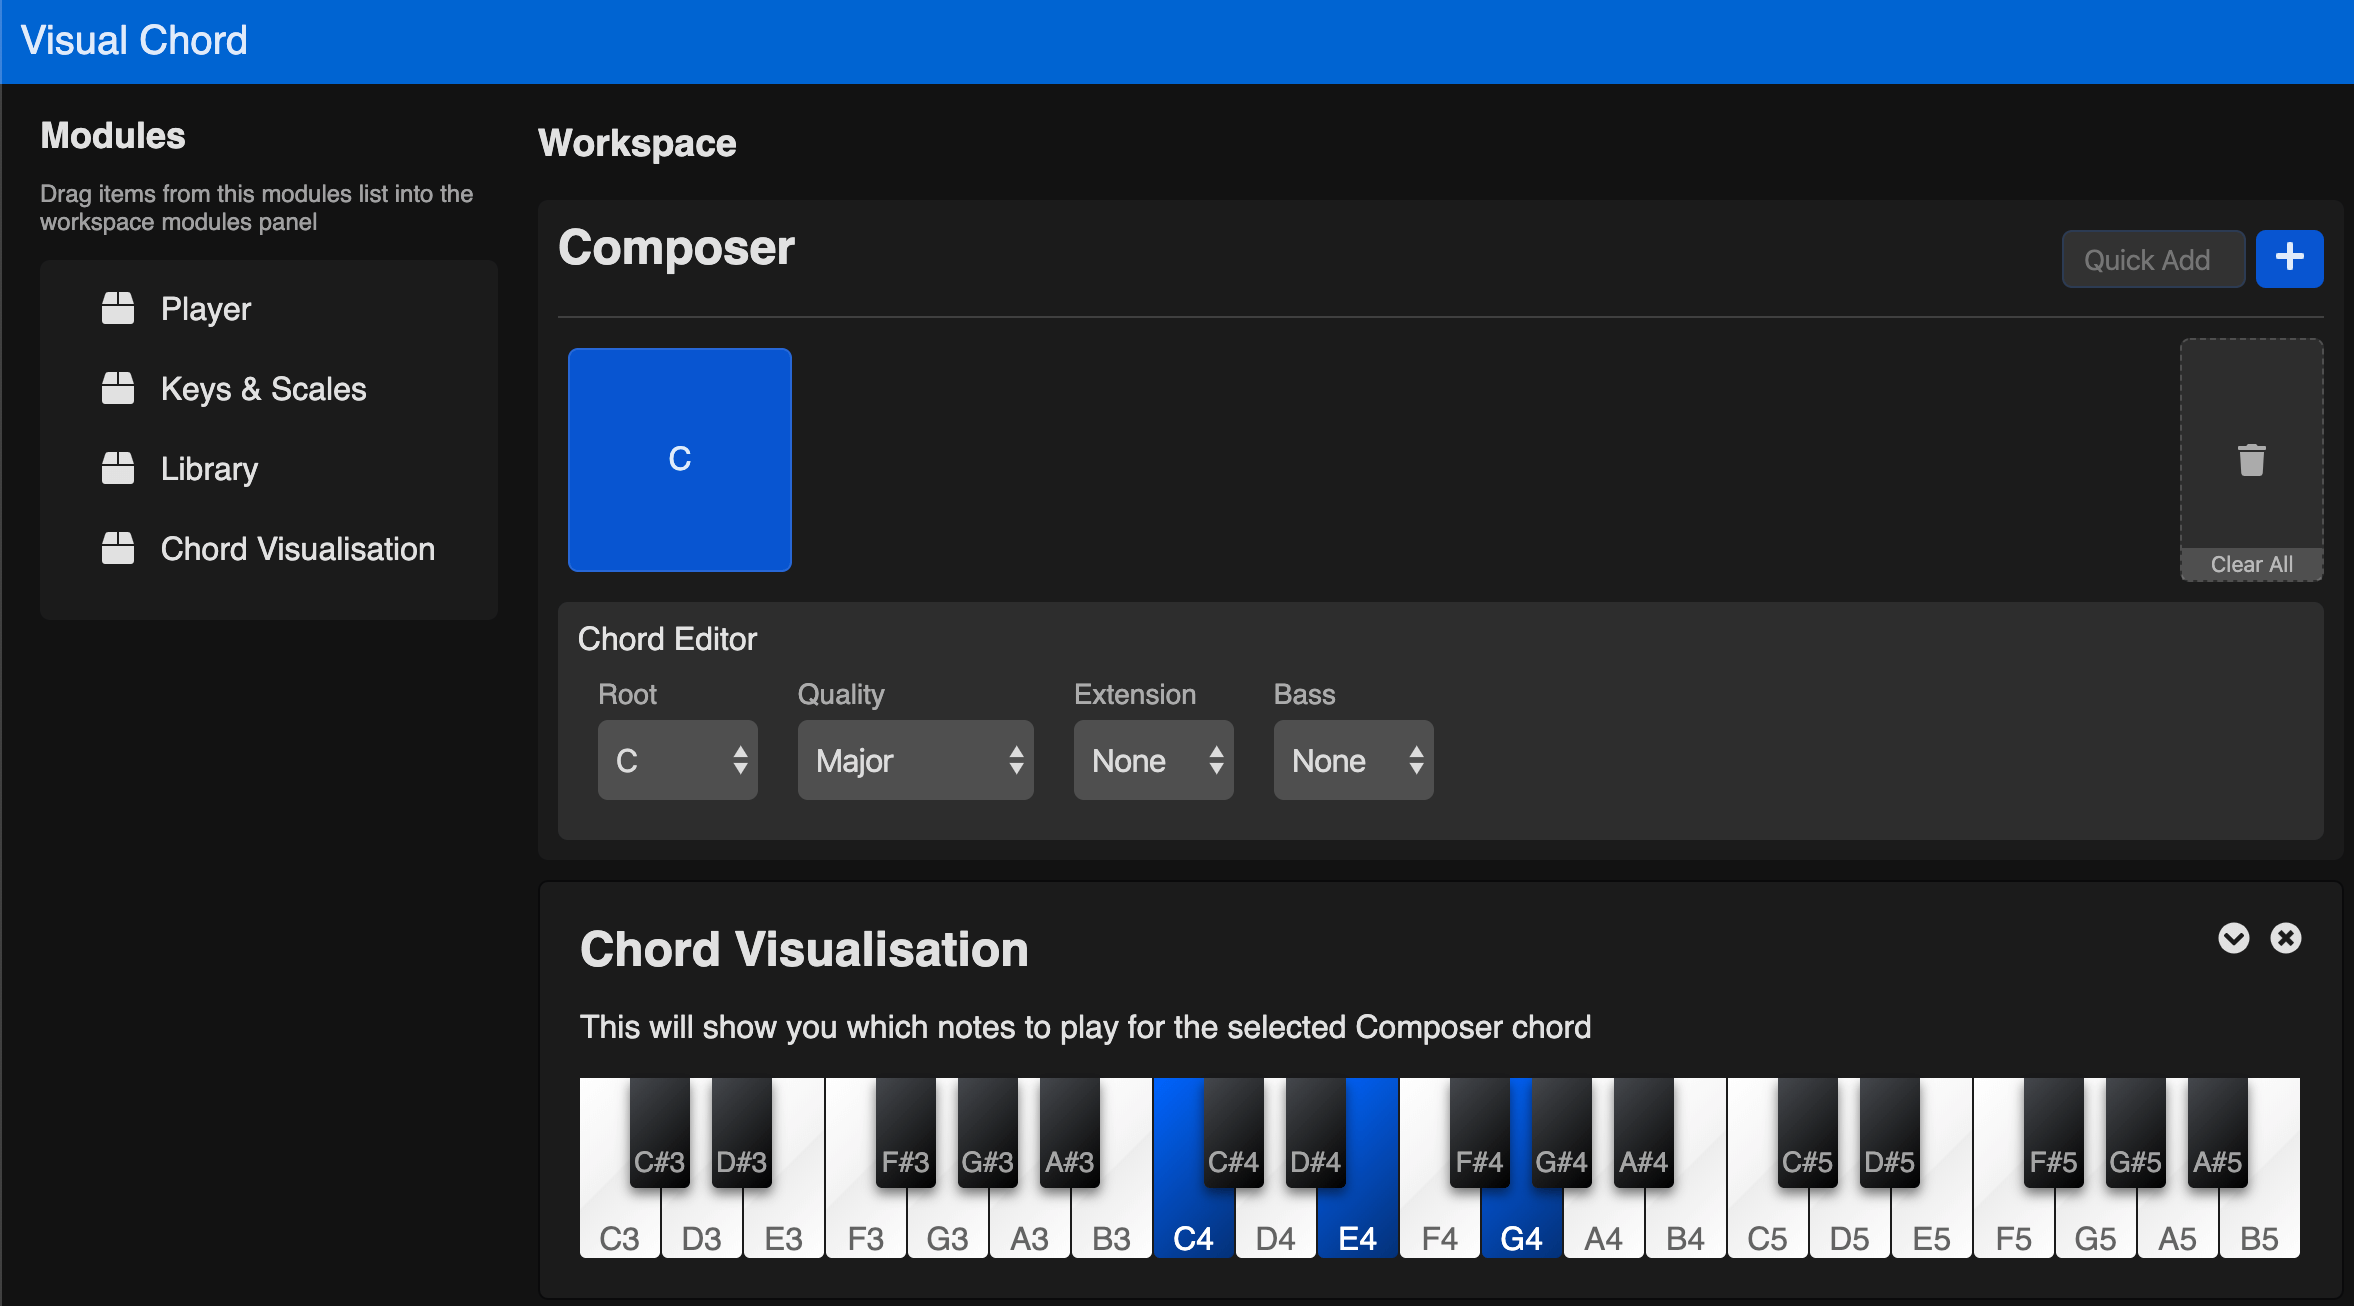 Visual Chord
Modules
Drag items from this modules list into the
workspace modules panel
Player
Keys & Scales
Library
Chord Visualisation
Workspace
Composer
Quick Add
C
Clear All
Chord Editor
Root
Quality
Extension
Bass
C
Major
None
None
Chord Visualisation
This will show you which notes to play for the selected Composer chord
C#3 D#3 F#3 G#3 A#3 C#4 D#4 F#4 G#4 A#4 C#5 D#5 F#5 G#5 A#5
C3 D3 E3 F3 G3 A3 B3 C4 D4 E4 F4 G4 A4 B4 C5 D5 E5 F5 G5 A5 B5